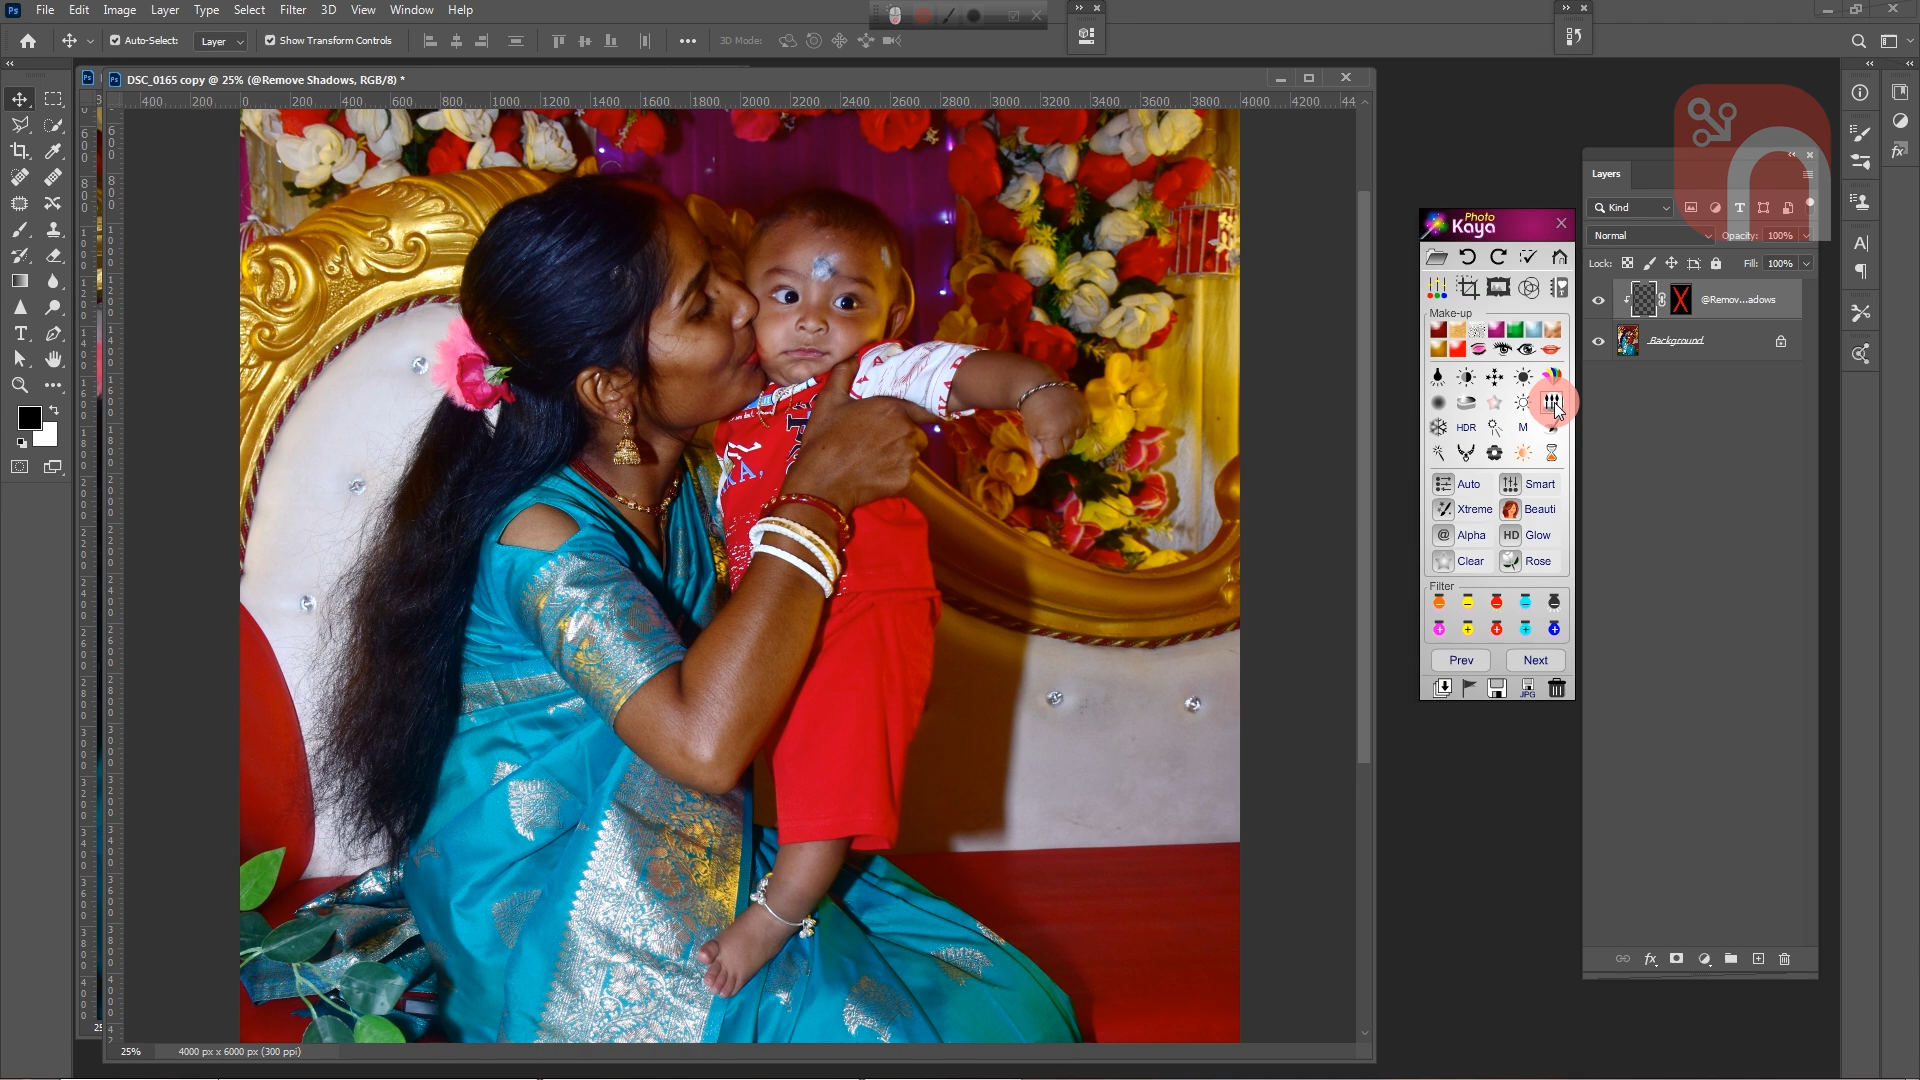 File Edit Image Layer Type Select Filter 3D View Window Help
Auto-Select: Layer Show Transform Controls 3D Mode:
DSC_0165 copy @ 25% (@Remove Shadows, RGB/8) *
400 200 0 200 400 600 800 1000 1200 1400 1600 1800 2000 2200 2400 2600 2800 3000 3200 3400 3600 3800 4000 4200 44
Layers
Kind
Normal Opacity: 100%
Lock: Fill: 100%
@Remov...adows
Background
Photo
Kaya
Make-up
HDR M
Auto Smart
Xtreme Beauti
@ Alpha HD Glow
Clear Rose
Filter
Prev Next
JPG
25% 4000 px x 6000 px (300 ppi)